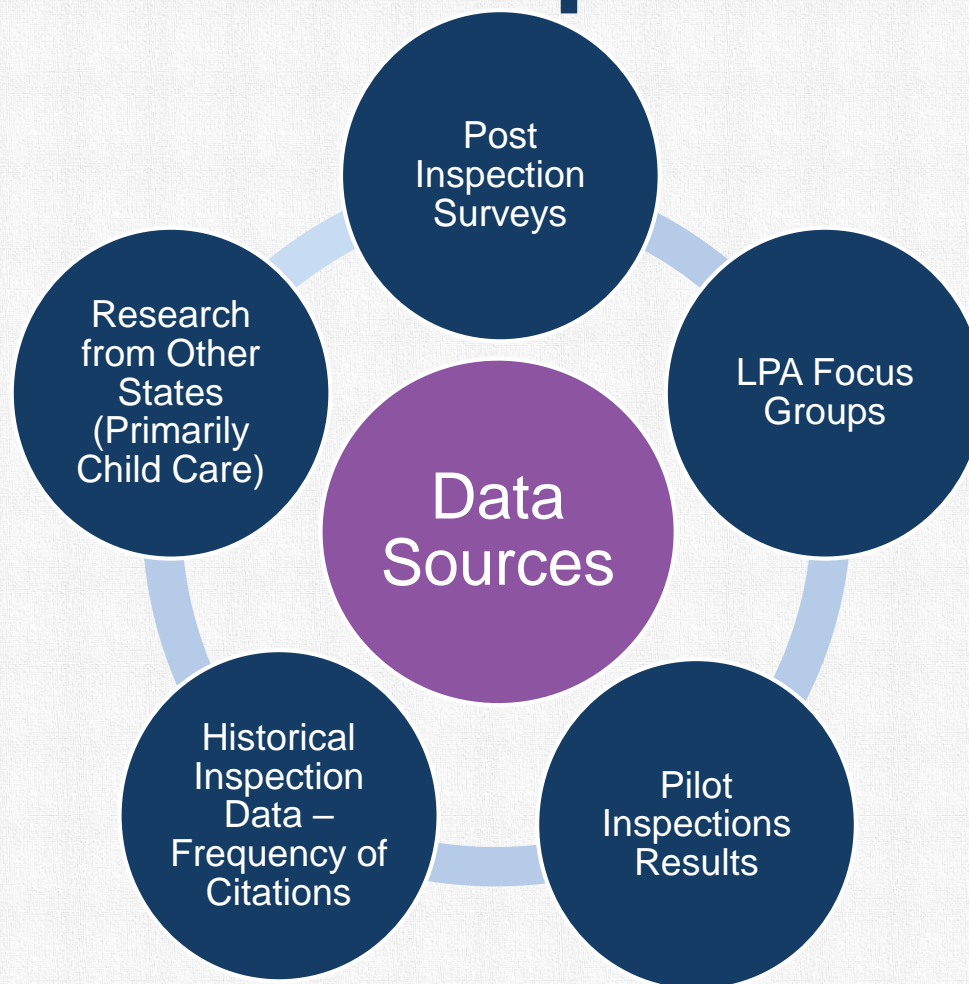 Post
Inspection
Surveys
LPA Focus
Groups
Pilot
Inspections
Results
Historical
Inspection
Data –
Frequency of
Citations
Research
from Other
States
(Primarily
Child Care)
Data
Sources